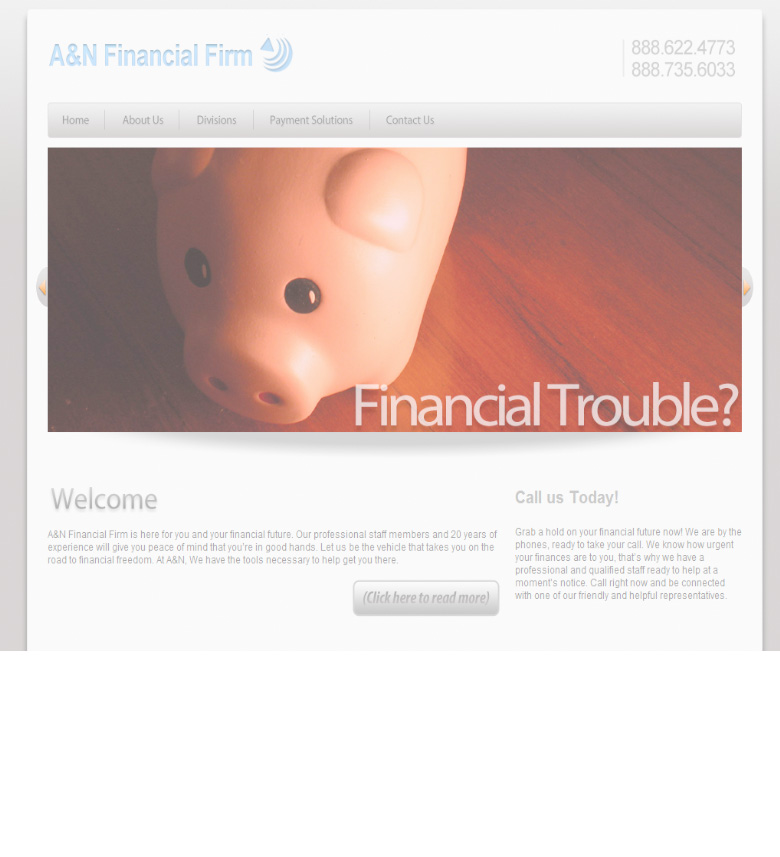 A&N Financial Firm
888.622.4773
888.735.6033
Home About Us Divisions Payment Solutions Contact Us
Financial Trouble?
Welcome
A&N Financial Firm is here for you and your financial future. Our professional staff members and 20 years of
experience will give you peace of mind that you're in good hands. Let us be the vehicle that takes you on the
road to financial freedom. At A&N, We have the tools necessary to help get you there.
(Click here to read more)
Call us Today!
Grab a hold on your financial future now! We are by the
phones, ready to take your call. We know how urgent
your finances are to you, that's why we have a
professional and qualified staff ready to help at a
moment's notice. Call right now and be connected
with one of our friendly and helpful representatives.